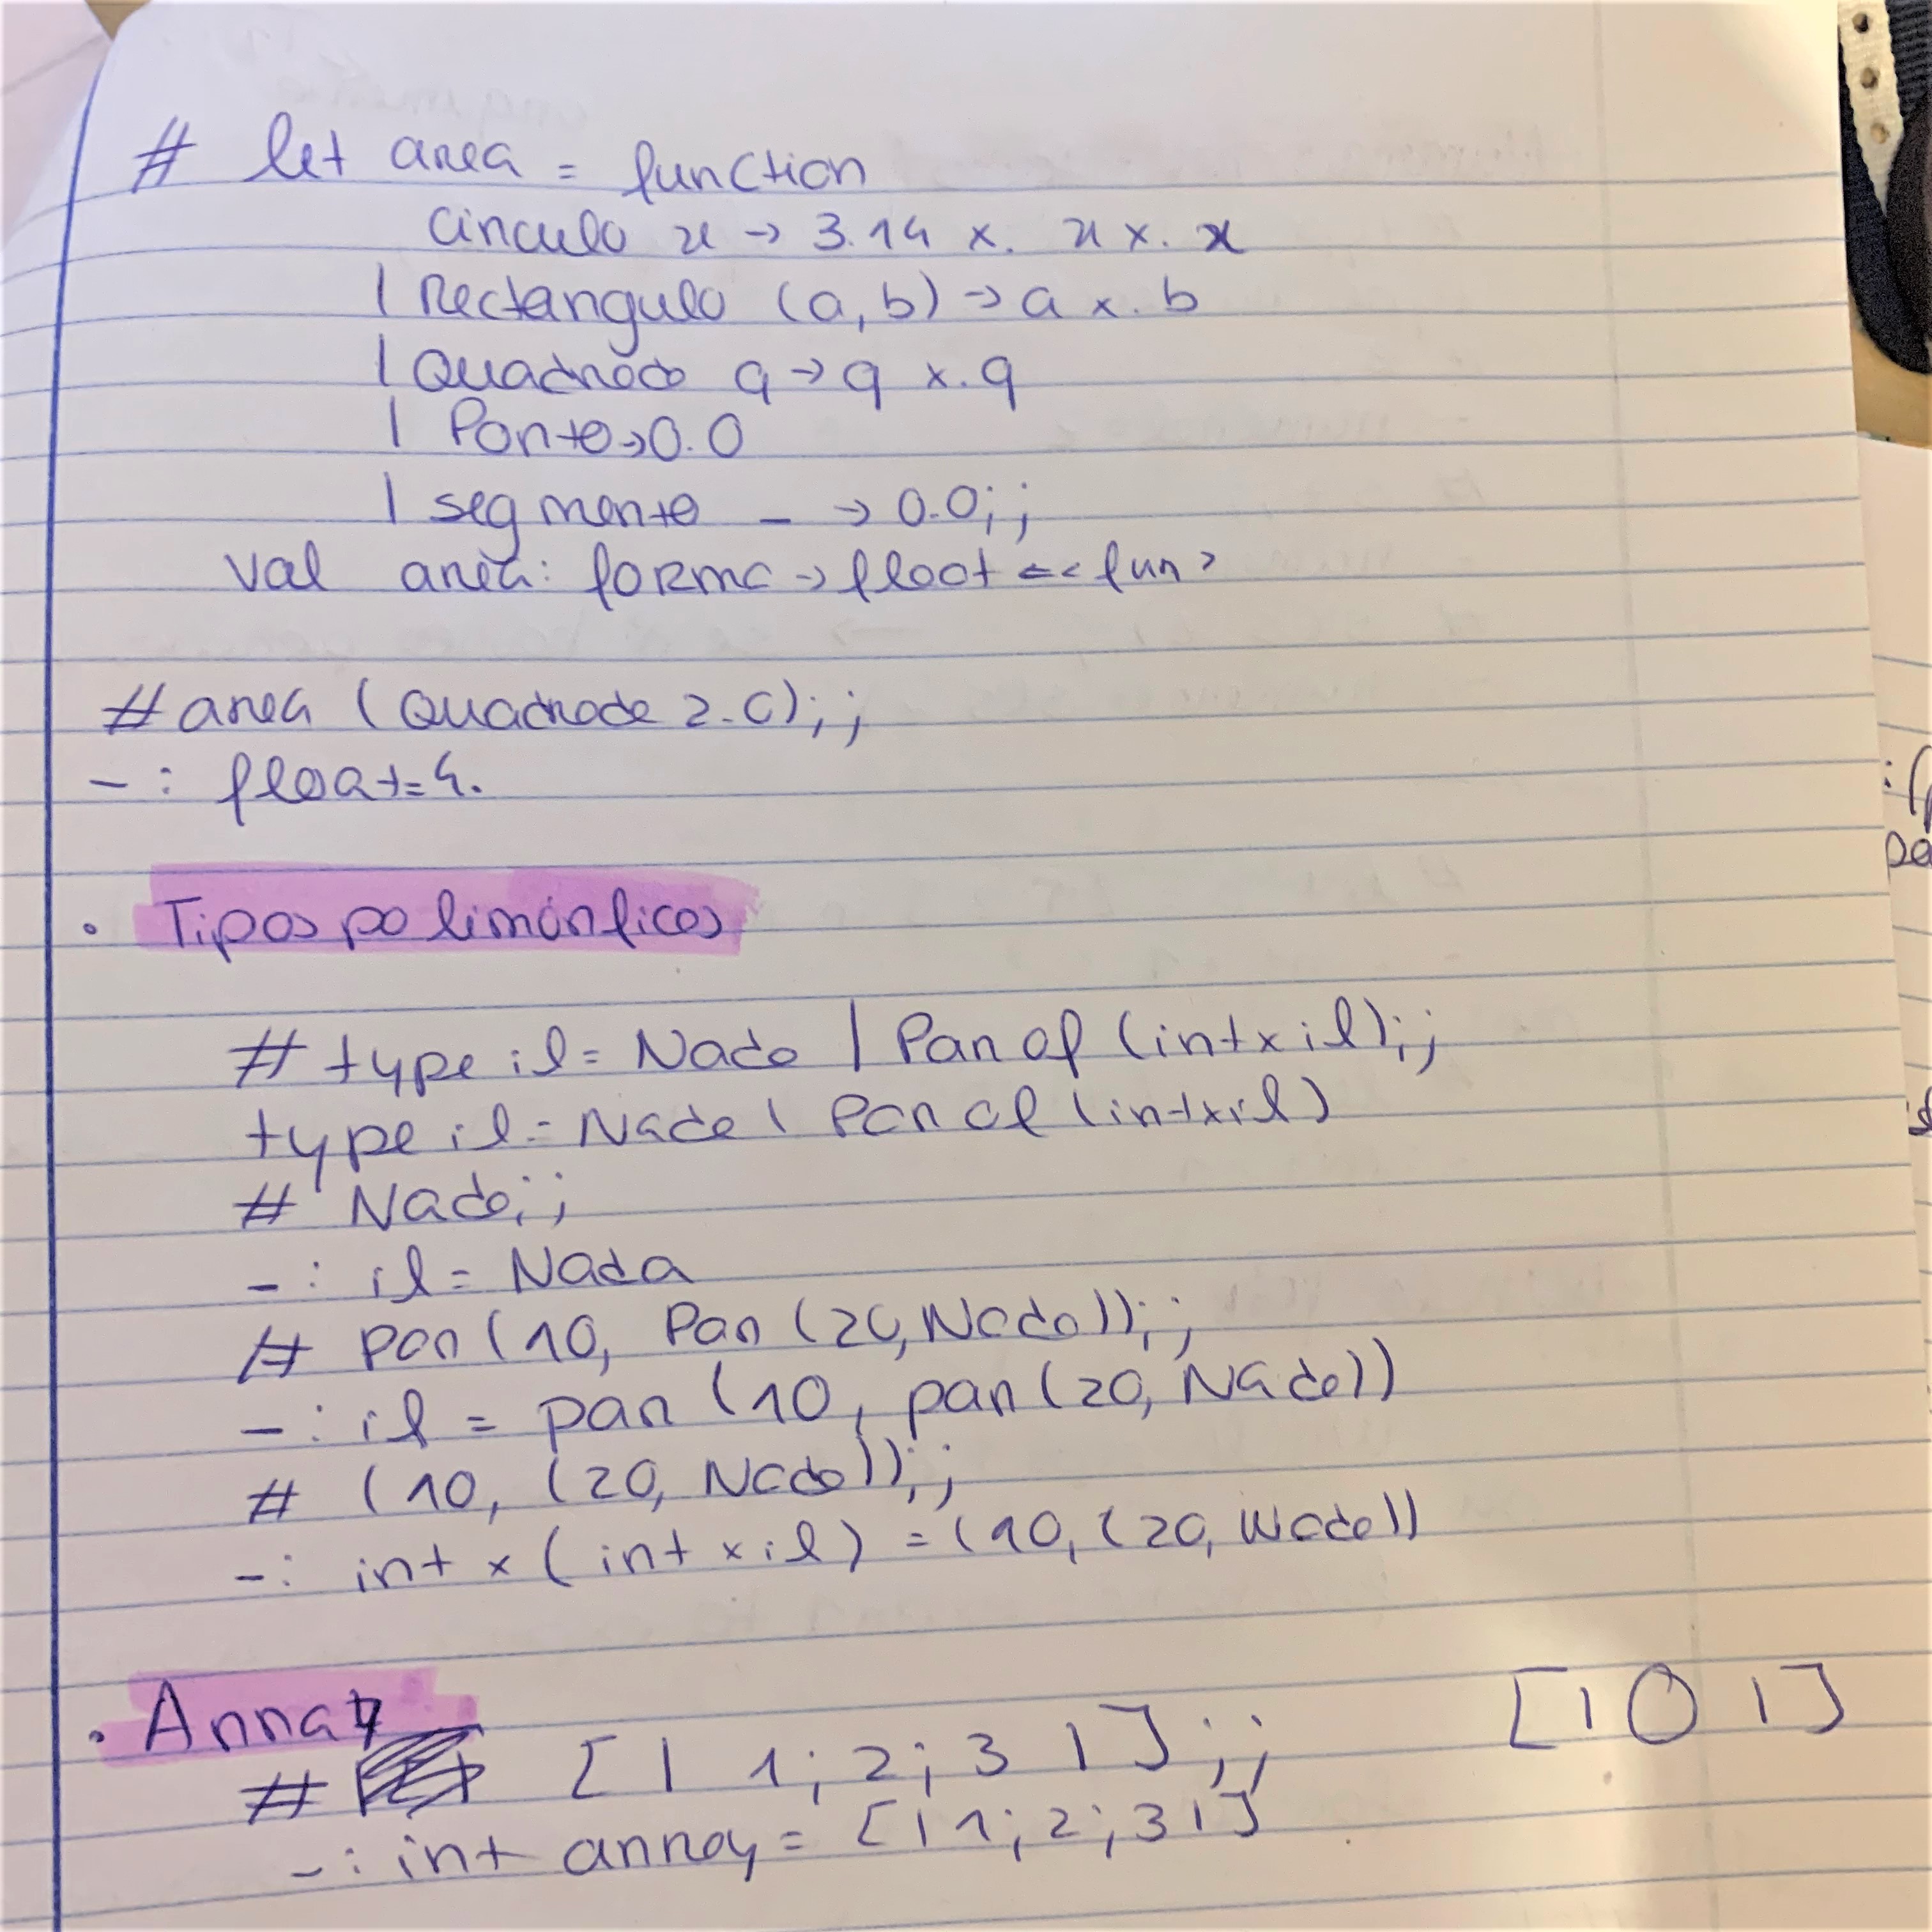 # let area = function
circulo x -> 3.14 x. x x. x
| Rectangulo (a, b) -> a x. b
| Quadrado q -> q x. q
| Ponto -> 0.0
| segmento _ -> 0.0;;
val area: forma -> float = <fun>
# area (Quadrado 2.0);;
- : float = 4.
• Tipos polimórficos
# type il = Nada | Par of (int x il);;
type il = Nada | Par of (int x il)
# Nada;;
- : il = Nada
# Par (10, Par (20, Nada));;
- : il = par (10, par (20, Nada))
# (10, (20, Nada));;
- : int x (int x il) = (10, (20, Nada))
• Array
# [| 1; 2; 3 |];; [| 0 |]
- : int array = [| 1; 2; 3 |]